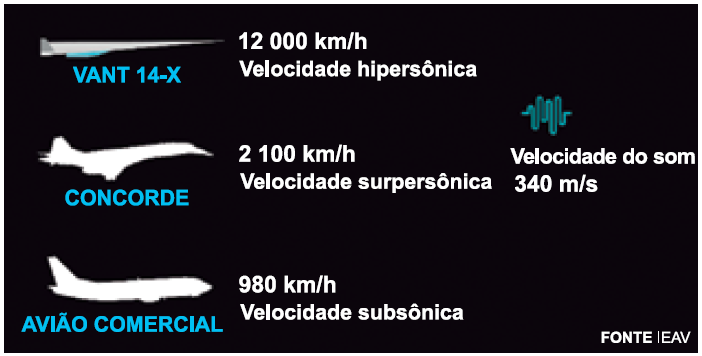 VANT 14-X
12 000 km/h
Velocidade hipersônica
CONCORDE
2 100 km/h
Velocidade surpersônica
Velocidade do som
340 m/s
AVIÃO COMERCIAL
980 km/h
Velocidade subsônica
FONTE IEAV